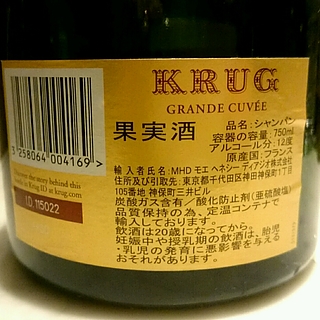 KRUG
GRANDE CUVÉE
果実酒
品名:シャンパン
容器の容量:750ml
アルコール分:12度
原産国:フランス
輸入者氏名:MHD モエ ヘネシー ディアジオ株式会社
住所及び引取先:東京都千代田区神田神保町1丁目
105番地 神保町三井ビル
炭酸ガス含有/酸化防止剤(亜硫酸塩)
品質保持の為、定温コンテナで
輸入しております。
飲酒は20歳になってから。
妊娠中や授乳期の飲酒は、胎児
・乳児の発育に悪影響を与える
おそれがあります。
3 258064 004169 >
the story behind this
Krug ID at krug.com
I.D. 115022